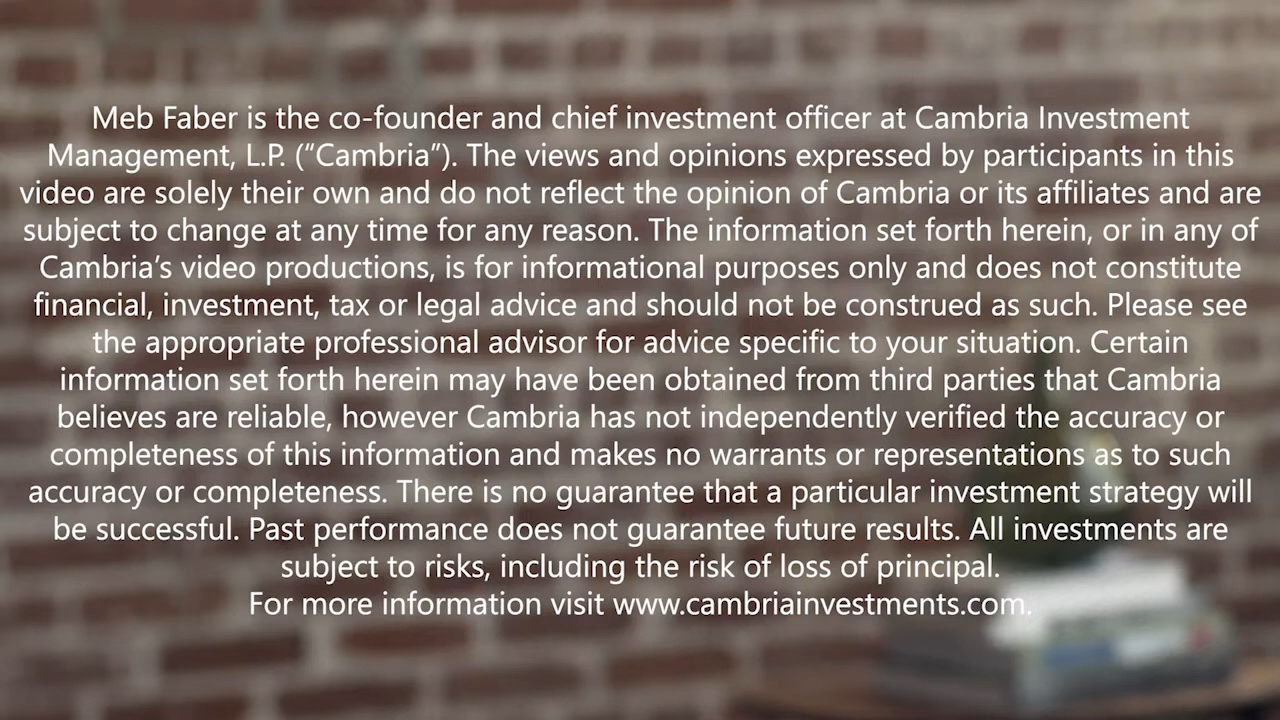 Meb Faber is the co-founder and chief investment officer at Cambria Investment
Management, L.P. (“Cambria”). The views and opinions expressed by participants in this
video are solely their own and do not reflect the opinion of Cambria or its affiliates and are
subject to change at any time for any reason. The information set forth herein, or in any of
Cambria’s video productions, is for informational purposes only and does not constitute
financial, investment, tax or legal advice and should not be construed as such. Please see
the appropriate professional advisor for advice specific to your situation. Certain
information set forth herein may have been obtained from third parties that Cambria
believes are reliable, however Cambria has not independently verified the accuracy or
completeness of this information and makes no warrants or representations as to such
accuracy or completeness. There is no guarantee that a particular investment strategy will
be successful. Past performance does not guarantee future results. All investments are
subject to risks, including the risk of loss of principal.
For more information visit www.cambriainvestments.com.